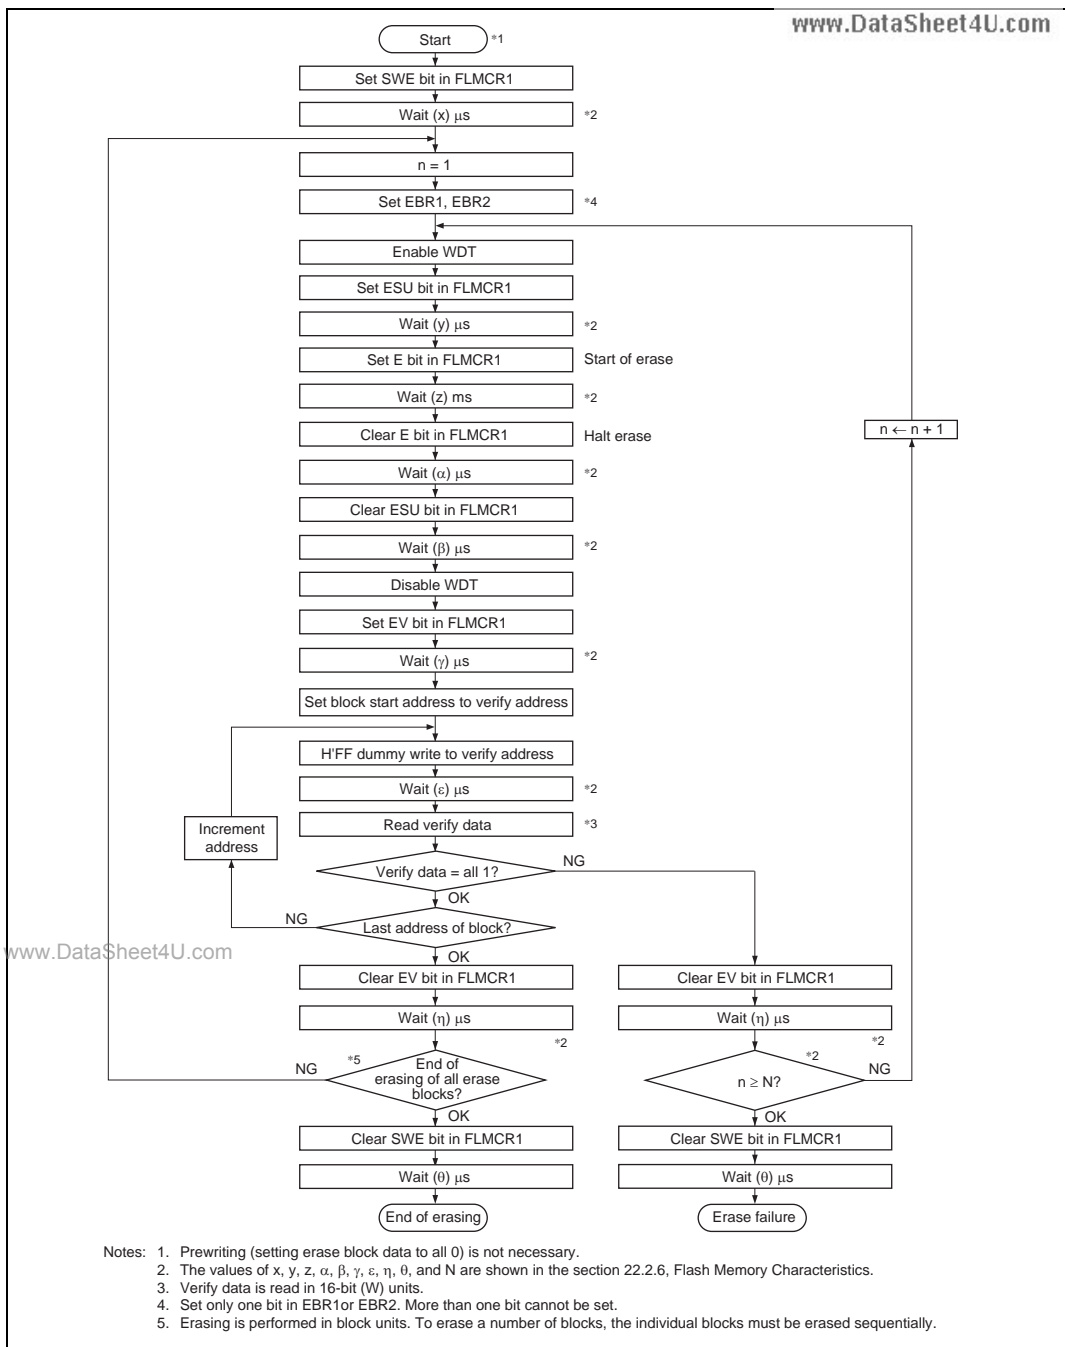 www.DataSheet4U.com
Start *1
Set SWE bit in FLMCR1
Wait (x) μs *2
n = 1
Set EBR1, EBR2 *4
Enable WDT
Set ESU bit in FLMCR1
Wait (y) μs *2
Set E bit in FLMCR1 Start of erase
Wait (z) ms *2
n ← n + 1
Clear E bit in FLMCR1 Halt erase
Wait (α) μs *2
Clear ESU bit in FLMCR1
Wait (β) μs *2
Disable WDT
Set EV bit in FLMCR1
Wait (γ) μs *2
Set block start address to verify address
H'FF dummy write to verify address
Wait (ε) μs *2
Read verify data *3
Increment
address
Verify data = all 1? NG
OK
NG Last address of block?
www.DataSheet4U.com
OK
Clear EV bit in FLMCR1 Clear EV bit in FLMCR1
Wait (η) μs Wait (η) μs
*2 *2
*5 *2
NG End of
erasing of all erase
blocks?
n ≥ N? NG
OK OK
Clear SWE bit in FLMCR1 Clear SWE bit in FLMCR1
Wait (θ) μs Wait (θ) μs
End of erasing Erase failure
Notes: 1. Prewriting (setting erase block data to all 0) is not necessary.
2. The values of x, y, z, α, β, γ, ε, η, θ, and N are shown in the section 22.2.6, Flash Memory Characteristics.
3. Verify data is read in 16-bit (W) units.
4. Set only one bit in EBR1or EBR2. More than one bit cannot be set.
5. Erasing is performed in block units. To erase a number of blocks, the individual blocks must be erased sequentially.